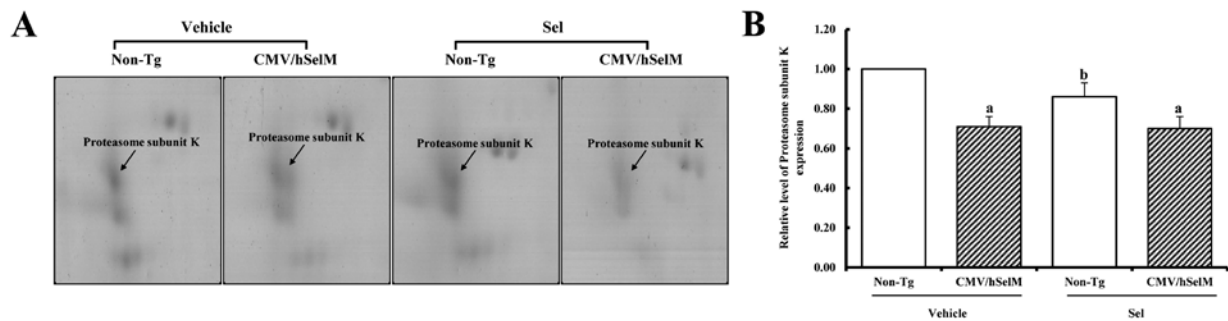 A
Vehicle
Sel
Non-Tg
CMV/hSelM
Non-Tg
CMV/hSelM
Proteasome subunit K
Proteasome subunit K
Proteasome subunit K
Proteasome subunit K
B
Relative level of Proteasome subunit K
expression
1.20
1.00
0.80
0.60
0.40
0.20
0.00
a
b
a
Non-Tg
CMV/hSelM
Non-Tg
CMV/hSelM
Vehicle
Sel